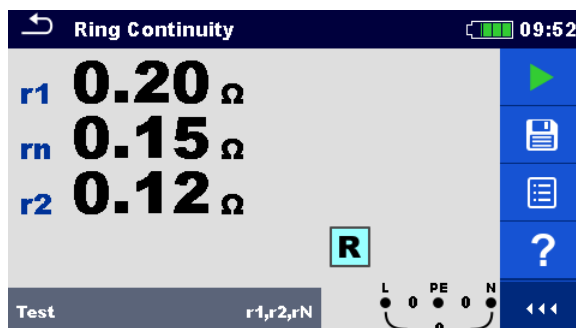 Ring Continuity 09:52
r1 0.20 Ω
rn 0.15 Ω
r2 0.12 Ω
R
?
L PE N
0 0
0
Test r1,r2,rN